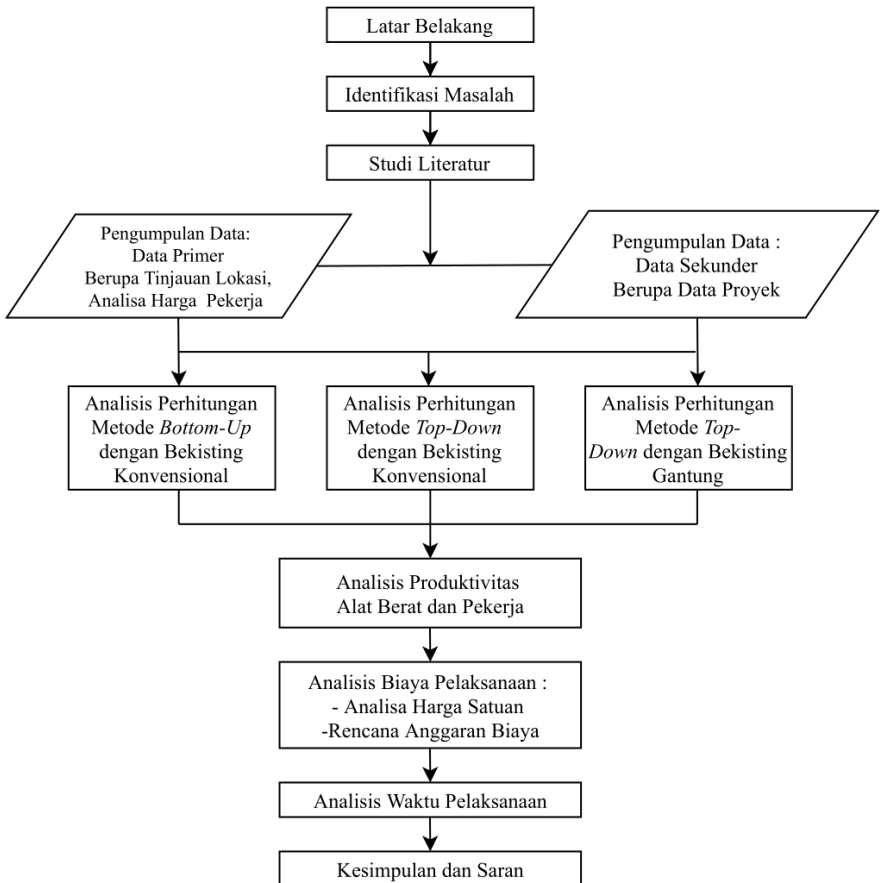 Latar Belakang
Identifikasi Masalah
Studi Literatur
Pengumpulan Data:
Data Primer
Berupa Tinjauan Lokasi,
Analisa Harga Pekerja
Pengumpulan Data :
Data Sekunder
Berupa Data Proyek
Analisis Perhitungan
Metode Bottom-Up
dengan Bekisting
Konvensional
Analisis Perhitungan
Metode Top-Down
dengan Bekisting
Konvensional
Analisis Perhitungan
Metode Top-
Down dengan Bekisting
Gantung
Analisis Produktivitas
Alat Berat dan Pekerja
Analisis Biaya Pelaksanaan :
- Analisa Harga Satuan
-Rencana Anggaran Biaya
Analisis Waktu Pelaksanaan
Kesimpulan dan Saran